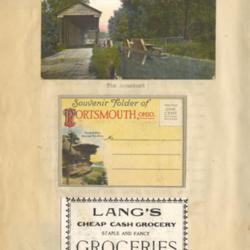 Souvenir Folder of
PORTSMOUTH, OHIO.
LANG'S
CHEAP CASH GROCERY
STAPLE AND FANCY
GROCERIES